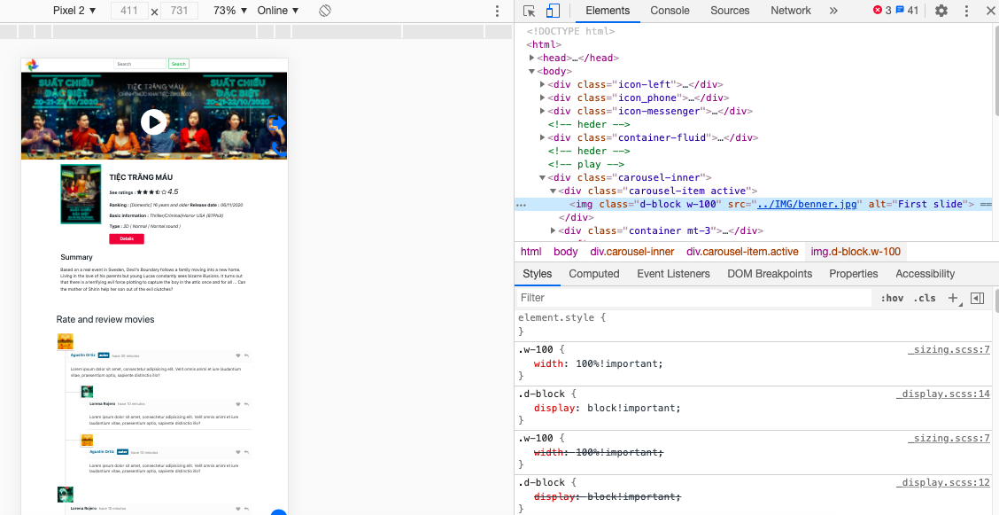 Pixel 2 ▼ 411 × 731 73% ▼ Online ▼
Elements Console Sources Network » 3 41
Search Search
SUẤT CHIẾU
ĐẶC BIỆT
20-21-22/10/2020
TIỆC TRĂNG MÁU
SUẤT CHIẾU
ĐẶC BIỆT
20-21-22/10/2020
SUẤT CHIẾU
ĐẶC BIỆT
TIỆC TRĂNG MÁU
See ratings : 4.5
Ranking : [Domestic] 16 years and older Release date : 06/11/2020
Basic information : Thriller/Criminal/Horror USA (87Phút)
Type : 2D ( Normal / Normal sound )
Details
Summary
Based on a real event in Sweden, Devil's Boundary follows a family moving into a new home.
Living in the love of his parents but young Lucas constantly sees bizarre illusions. It turns out
that there is a terrifying evil force plotting to capture the boy in the attic once and for all ... Can
the mother of Shirin help her son out of the evil clutches?
Rate and review movies
Agustin Ortiz autor hace 20 minutos
Lorem ipsum dolor sit amet, consectetur adipisicing elit. Velit omnis animi et iure laudantium
vitae, praesentium optio, sapiente distinctio illo?
Lorena Rojero hace 10 minutos
Lorem ipsum dolor sit amet, consectetur adipisicing elit. Velit omnis animi et iure laudantium
vitae, praesentium optio, sapiente distinctio illo?
Agustin Ortiz autor hace 10 minutos
Lorem ipsum dolor sit amet, consectetur adipisicing elit. Velit omnis animi et iure laudantium
vitae, praesentium optio, sapiente distinctio illo?
Lorena Rojero hace 10 minutos
<!DOCTYPE html>
<html>
▶<head>…</head>
▼<body>
▶<div class="icon-left">…</div>
▶<div class="icon_phone">…</div>
▶<div class="icon-messenger">…</div>
<!-- heder -->
▶<div class="container-fluid">…</div>
<!-- heder -->
<!-- play -->
▼<div class="carousel-inner">
▼<div class="carousel-item active">
… <img class="d-block w-100" src="../IMG/benner.jpg" alt="First slide"> ==
</div>
▶<div class="container mt-3">…</div>
html body div.carousel-inner div.carousel-item.active img.d-block.w-100
Styles Computed Event Listeners DOM Breakpoints Properties Accessibility
Filter :hov .cls +
element.style {
}
.w-100 { _sizing.scss:7
width: 100%!important;
}
.d-block { _display.scss:14
display: block!important;
}
.w-100 { _sizing.scss:7
width: 100%!important;
}
.d-block { _display.scss:12
display: block!important;
}